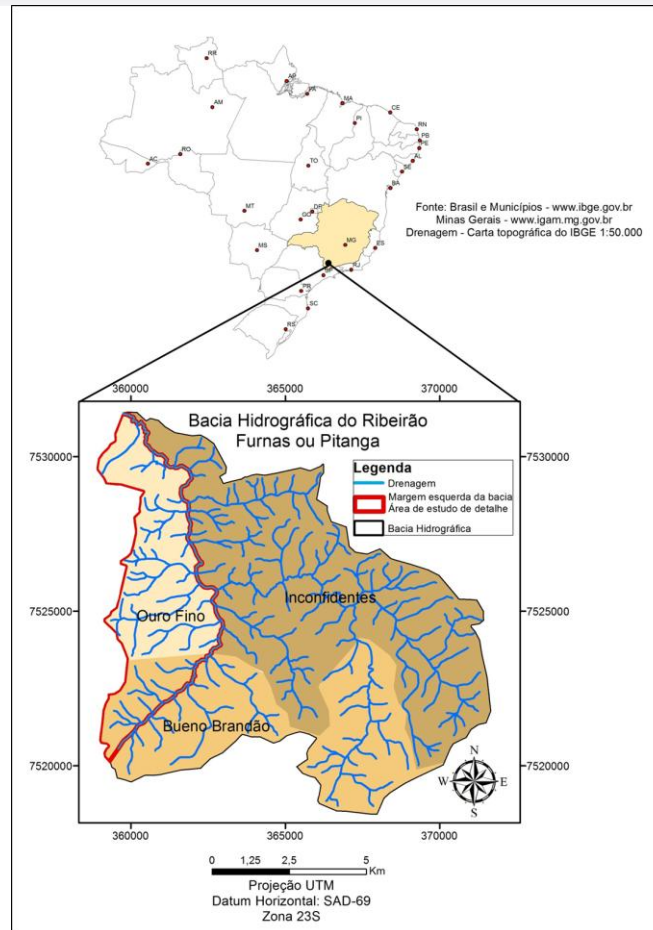 RR
AP
AM
PA
MA
CE
RN
PB
PE
AL
SE
PI
AC
RO
TO
BA
MT
GO
DF
MG
ES
MS
RJ
PR
SC
RS
Fonte: Brasil e Municípios - www.ibge.gov.br
Minas Gerais - www.igam.mg.gov.br
Drenagem - Carta topográfica do IBGE 1:50.000
360000 365000 370000
Bacia Hidrográfica do Ribeirão
Furnas ou Pitanga
7530000 7530000
Legenda
Drenagem
Margem esquerda da bacia
Área de estudo de detalhe
Bacia Hidrográfica
Inconfidentes
Ouro Fino
7525000 7525000
Bueno Brandão
7520000 7520000
N
W E
S
360000 365000 370000
0 1,25 2,5 5
Km
Projeção UTM
Datum Horizontal: SAD-69
Zona 23S